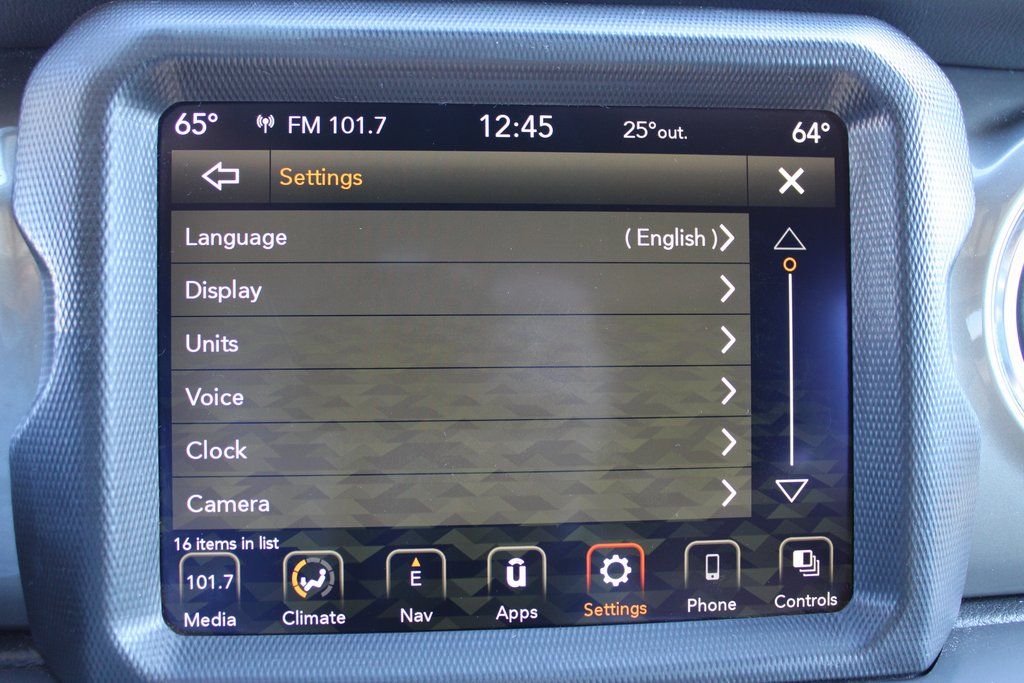 65° FM 101.7 12:45 25°out. 64°
Settings
Language ( English )
Display
Units
Voice
Clock
Camera
16 items in list
101.7 E ū
Media Climate Nav Apps Settings Phone Controls